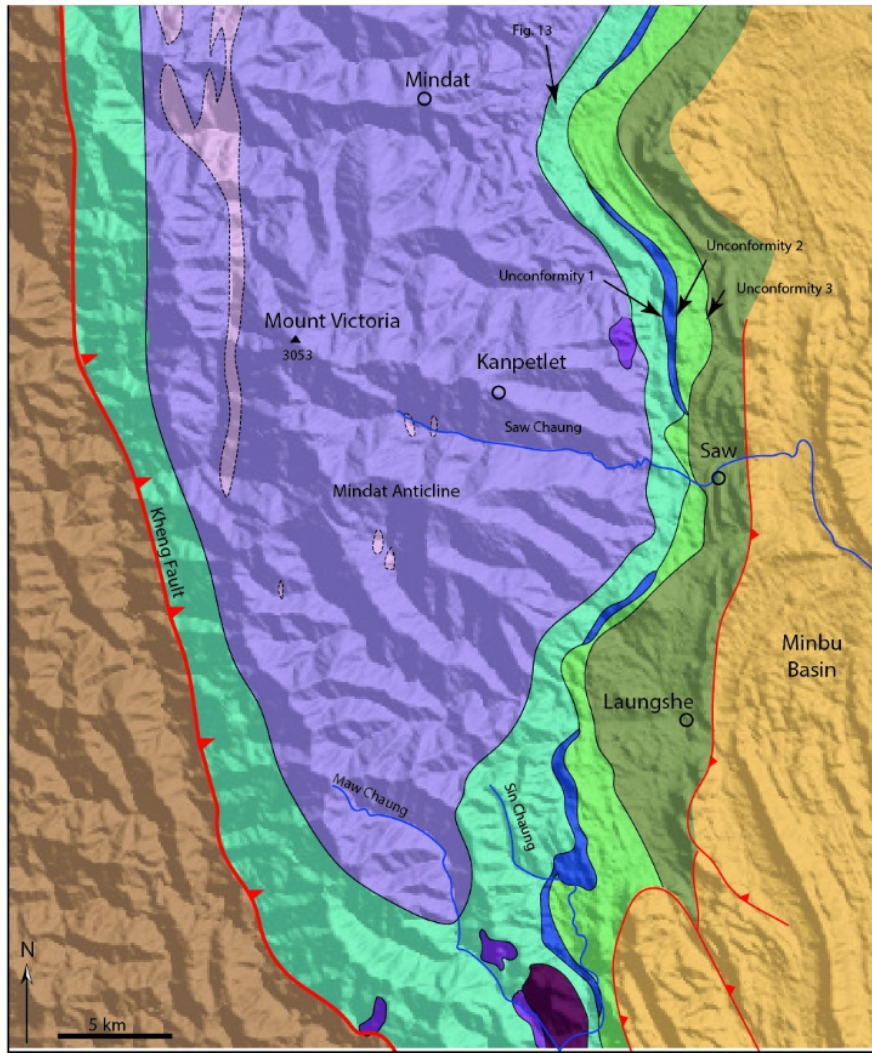 Fig. 13
Mindat
Unconformity 2
Unconformity 1
Unconformity 3
Mount Victoria
3053
Kanpetlet
Saw Chaung
Saw
Mindat Anticline
Kheng Fault
Minbu
Basin
Laungshe
Maw Chaung
Sin Chaung
N
5 km